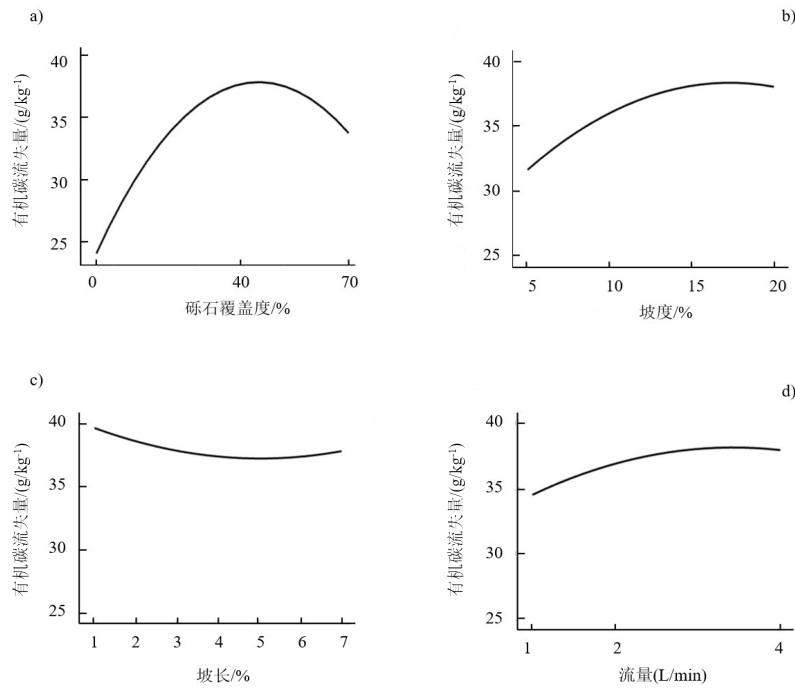 a)
有机碳流失量/(g/kg⁻¹)
40
35
30
25
0 40 70
砾石覆盖度/%
b)
有机碳流失量/(g/kg⁻¹)
40
35
30
25
5 10 15 20
坡度/%
c)
有机碳流失量/(g/kg⁻¹)
40
35
30
25
1 2 3 4 5 6 7
坡长/%
d)
有机碳流失量/(g/kg⁻¹)
40
35
30
25
1 2 4
流量(L/min)